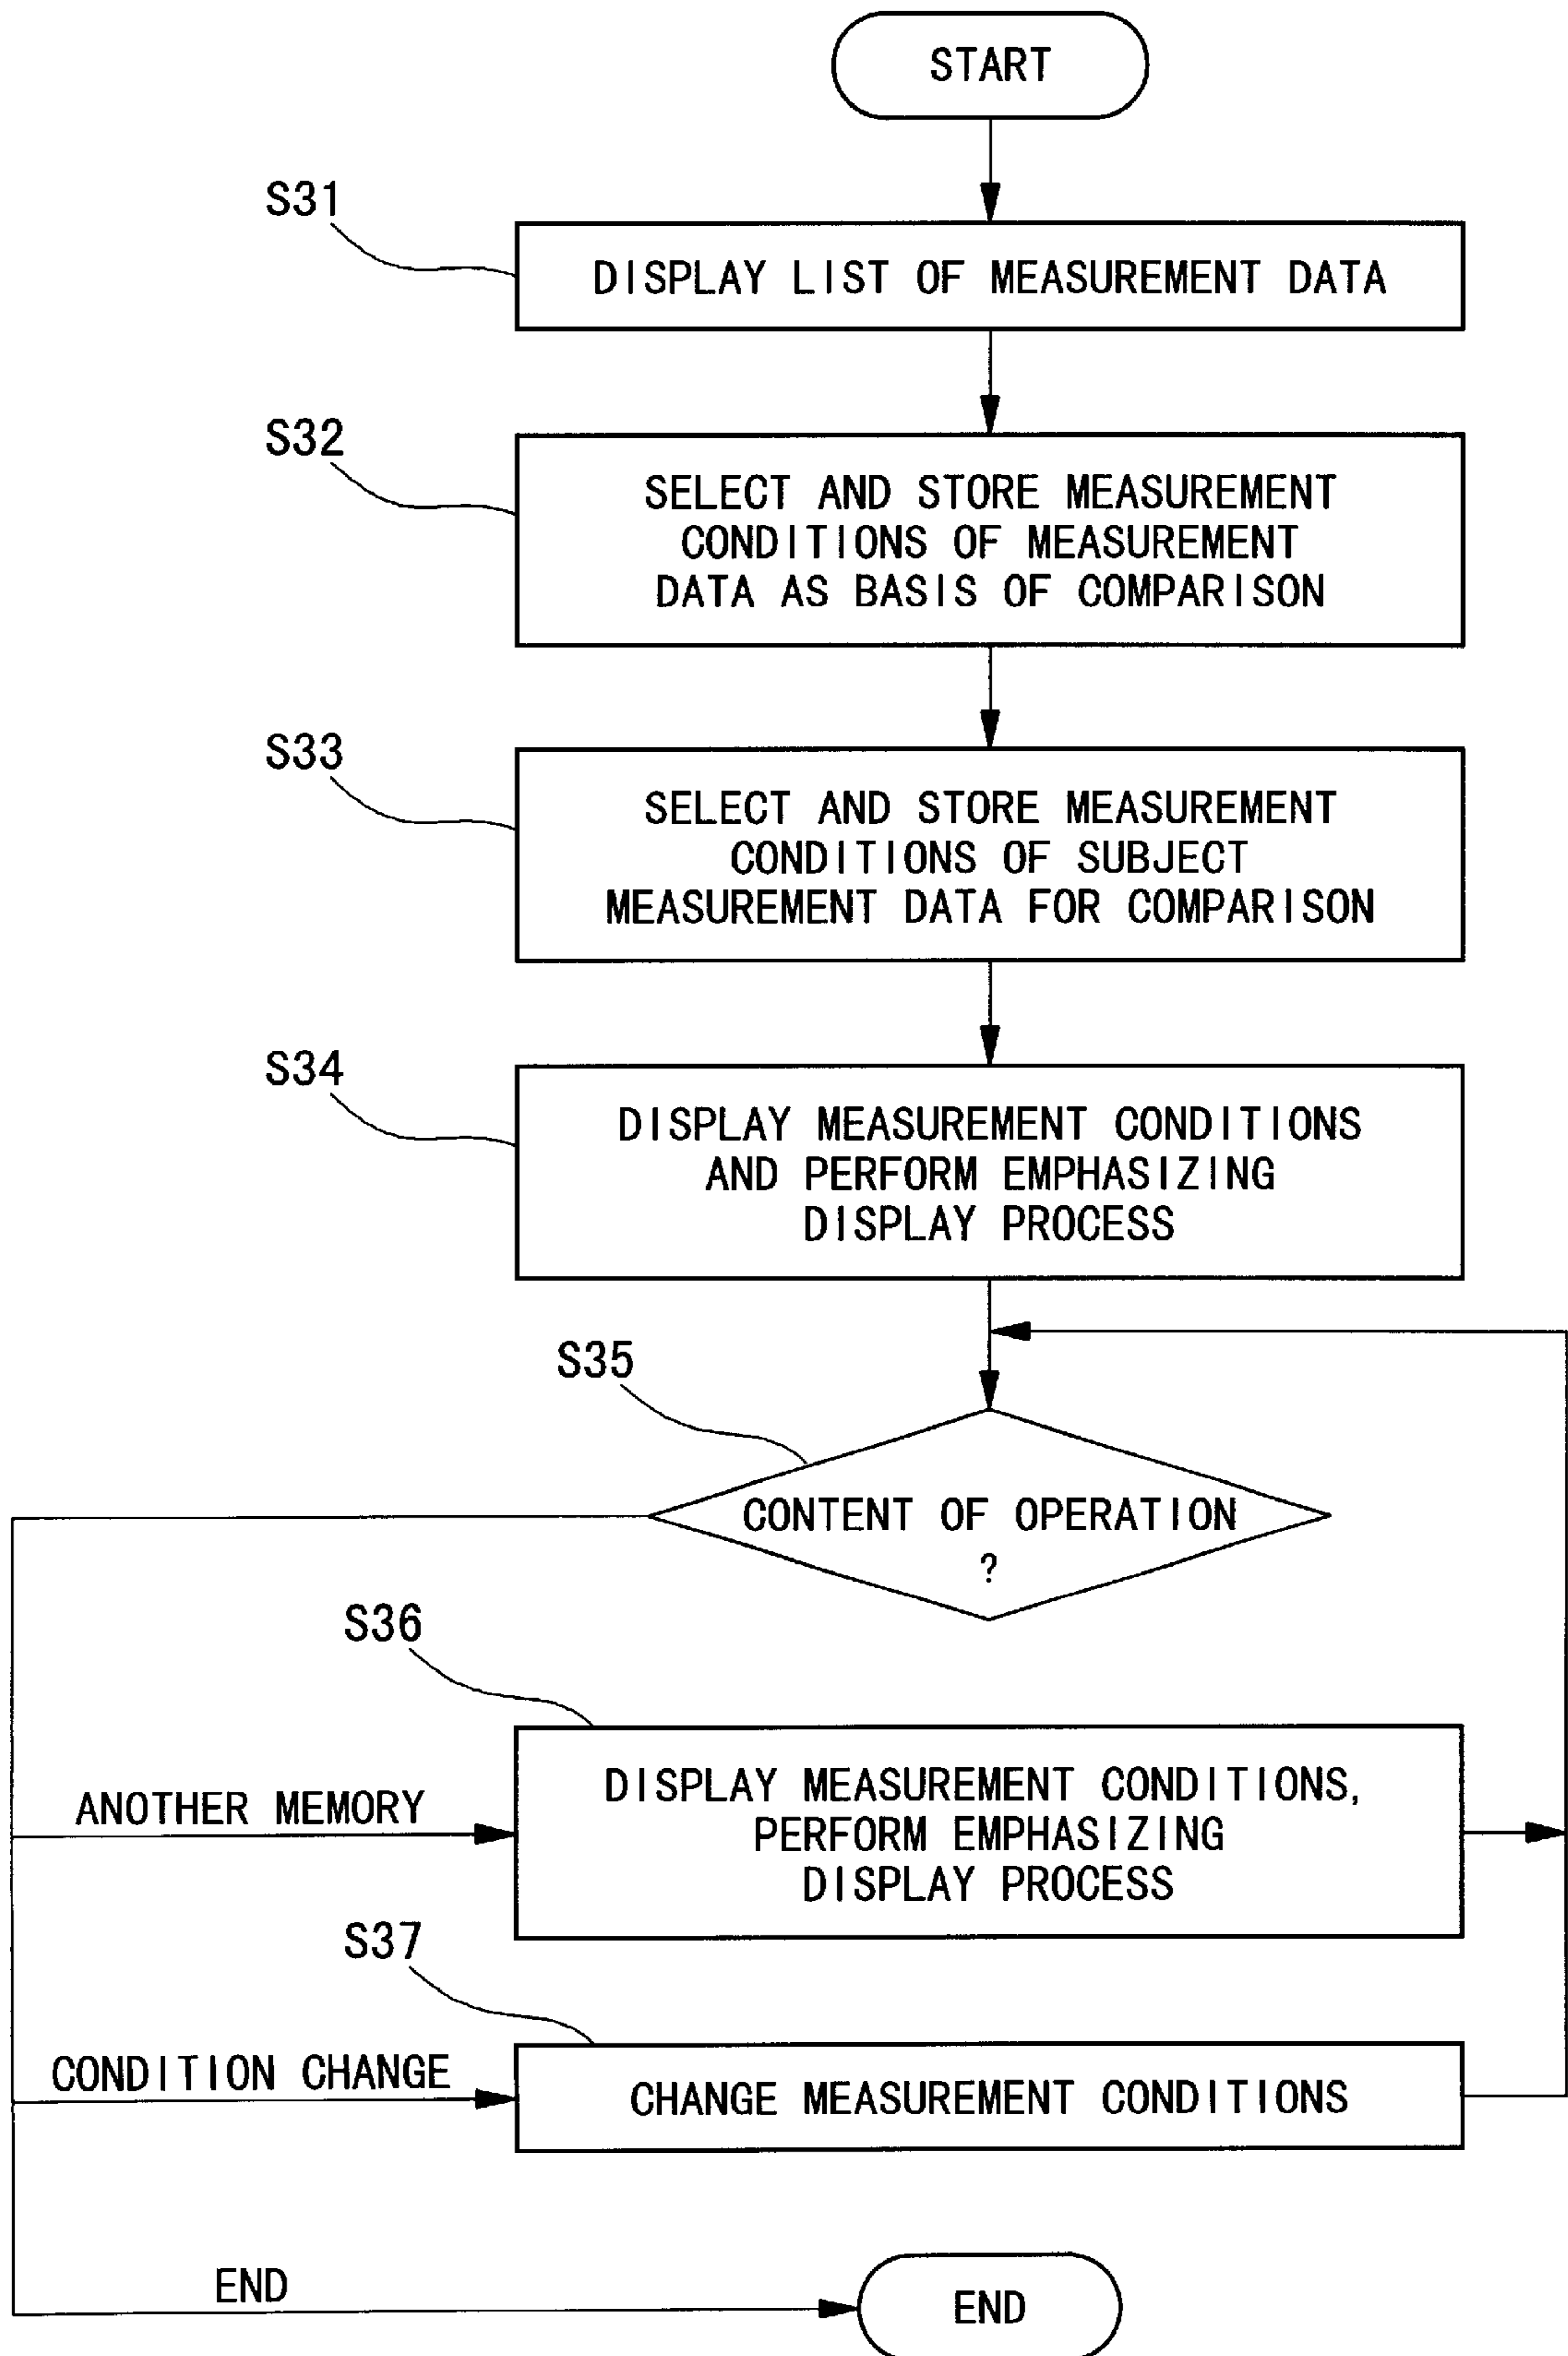 START
S31
DISPLAY LIST OF MEASUREMENT DATA
S32
SELECT AND STORE MEASUREMENT
CONDITIONS OF MEASUREMENT
DATA AS BASIS OF COMPARISON
S33
SELECT AND STORE MEASUREMENT
CONDITIONS OF SUBJECT
MEASUREMENT DATA FOR COMPARISON
S34
DISPLAY MEASUREMENT CONDITIONS
AND PERFORM EMPHASIZING
DISPLAY PROCESS
S35
CONTENT OF OPERATION
?
S36
ANOTHER MEMORY
DISPLAY MEASUREMENT CONDITIONS,
PERFORM EMPHASIZING
DISPLAY PROCESS
S37
CONDITION CHANGE
CHANGE MEASUREMENT CONDITIONS
END
END